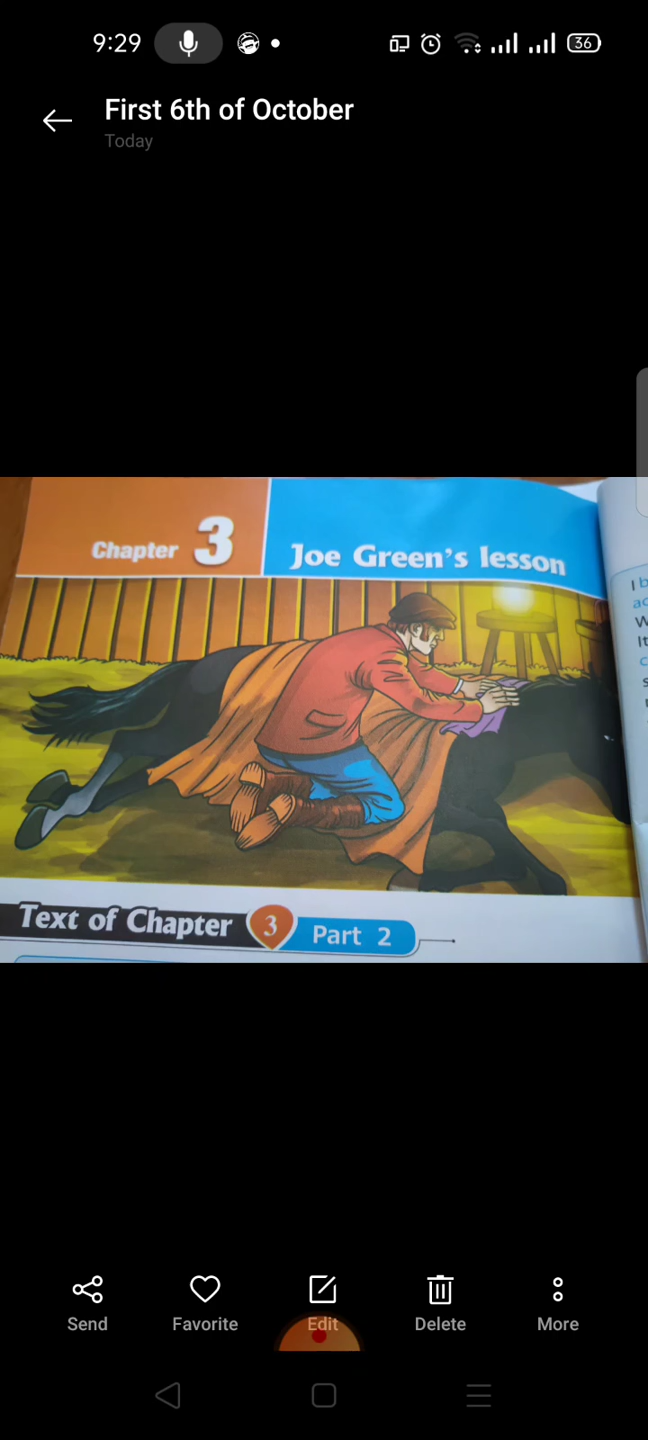 9:29
36
First 6th of October
Today
Chapter 3
Joe Green's lesson
I b
W
Text of Chapter 3 Part 2
Send
Favorite
Edit
Delete
More